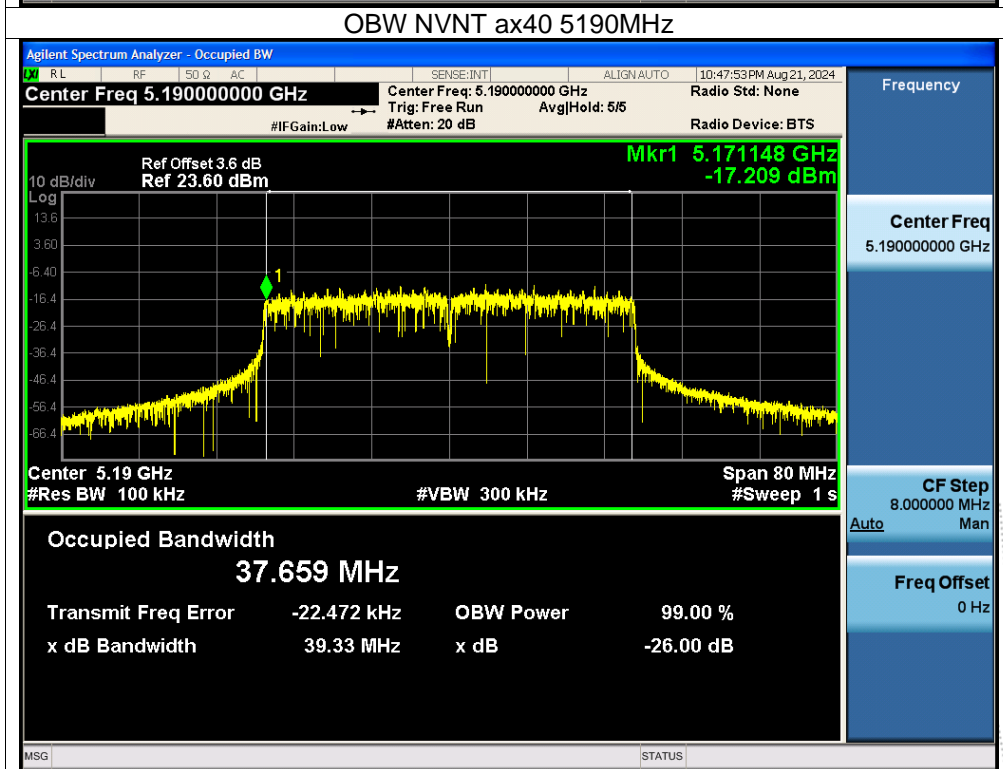 OBW NVNT ax40 5190MHz
Agilent Spectrum Analyzer - Occupied BW
LXI RL RF 50 Ω AC SENSE:INT ALIGN AUTO 10:47:53 PM Aug 21, 2024
Center Freq 5.190000000 GHz
Center Freq: 5.190000000 GHz
Radio Std: None
Trig: Free Run Avg|Hold: 5/5
#IFGain:Low #Atten: 20 dB Radio Device: BTS
Frequency
Mkr1 5.171148 GHz
-17.209 dBm
Ref Offset 3.6 dB
10 dB/div Ref 23.60 dBm
Log
13.6
3.60
-6.40
-16.4
-26.4
-36.4
-46.4
-56.4
-66.4
1
Center 5.19 GHz Span 80 MHz
#Res BW 100 kHz #VBW 300 kHz #Sweep 1 s
Center Freq
5.190000000 GHz
CF Step
8.000000 MHz
Auto Man
Freq Offset
0 Hz
Occupied Bandwidth
37.659 MHz
Transmit Freq Error -22.472 kHz OBW Power 99.00 %
x dB Bandwidth 39.33 MHz x dB -26.00 dB
MSG STATUS